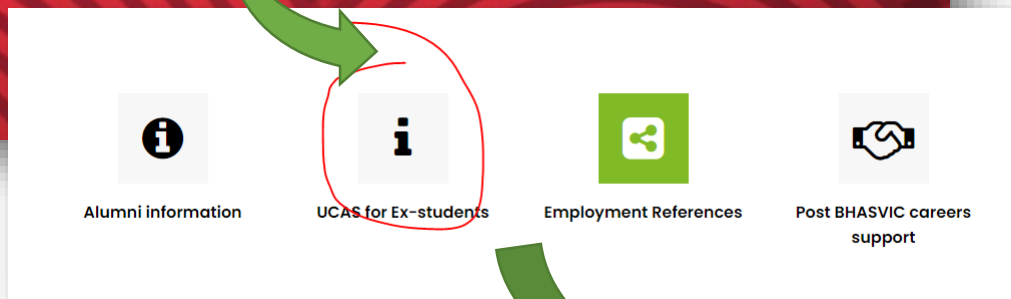 Alumni information
UCAS for Ex-students
Employment References
Post BHASVIC careers
support